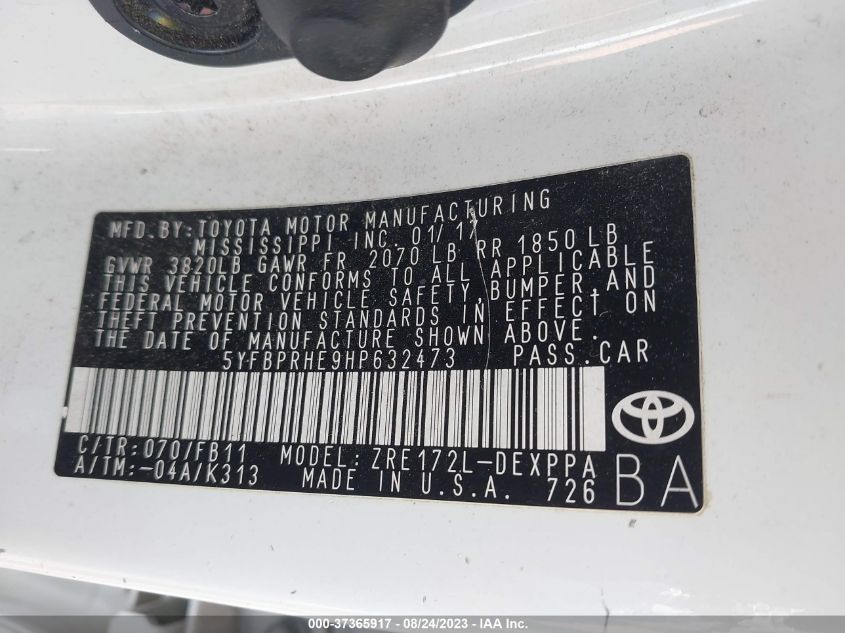 MFD. BY: TOYOTA MOTOR MANUFACTURING
MISSISSIPPI INC. 01/17
GVWR 3820LB GAWR FR 2070 LB RR 1850 LB
THIS VEHICLE CONFORMS TO ALL APPLICABLE
FEDERAL MOTOR VEHICLE SAFETY, BUMPER, AND
THEFT PREVENTION STANDARDS IN EFFECT ON
THE DATE OF MANUFACTURE SHOWN ABOVE.
5YFBPRHE9HP632473 PASS. CAR
C/TR: 070/FB11 MODEL: ZRE172L-DEXPPA
A/TM: -04A/K313 MADE IN U.S.A. 726 BA
© 37365917 - 08/24/2023 - IAA Inc.